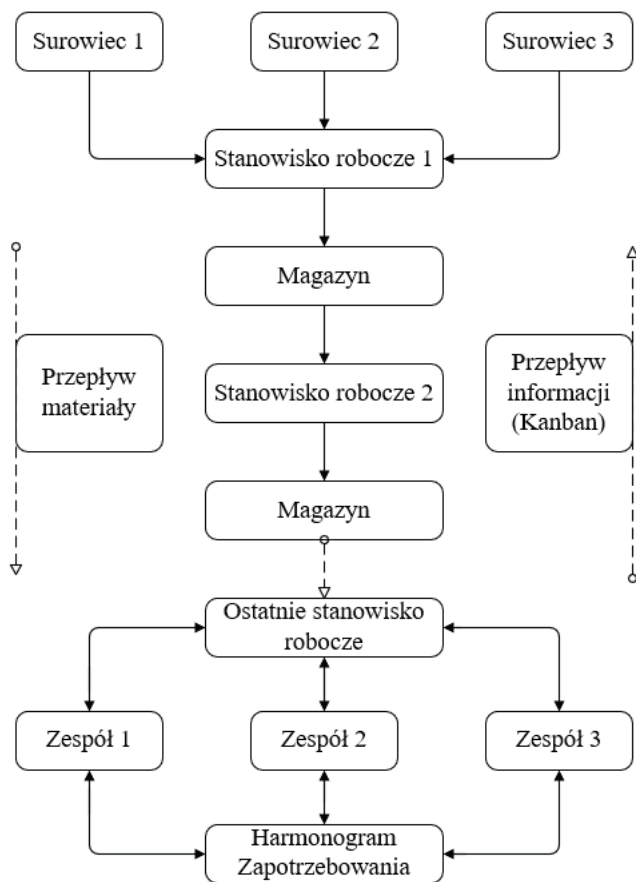 Surowiec 1
Surowiec 2
Surowiec 3
Stanowisko robocze 1
Magazyn
Przepływ
materiały
Stanowisko robocze 2
Przepływ
informacji
(Kanban)
Magazyn
Ostatnie stanowisko
robocze
Zespół 1
Zespół 2
Zespół 3
Harmonogram
Zapotrzebowania